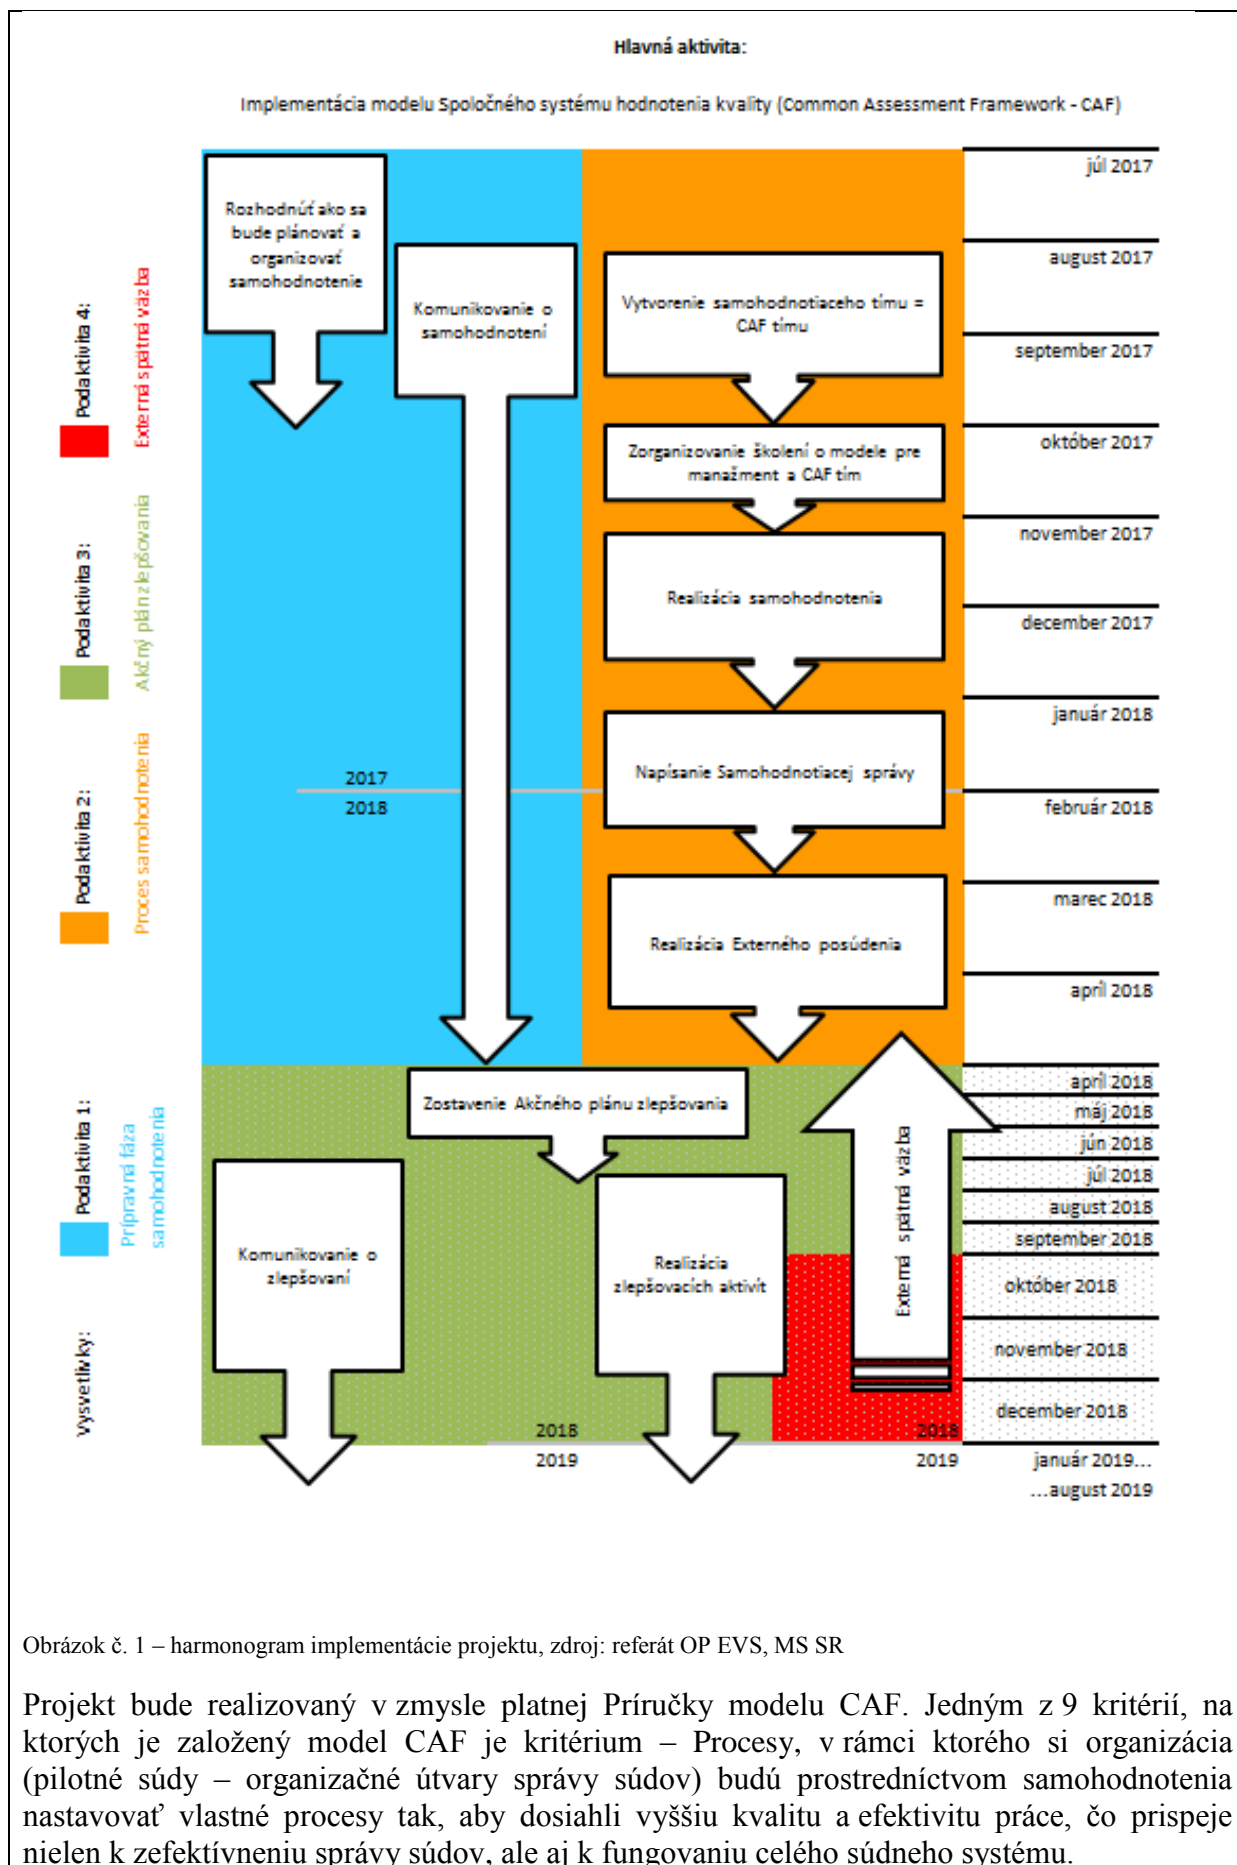 Hlavná aktivita:
Implementácia modelu Spoločného systému hodnotenia kvality (Common Assessment Framework - CAF)
Rozhodnúť ako sa
bude plánovať a
organizovať
samohodnotenie
Komunikovanie o
samohodnotení
Vytvorenie samohodnotiaceho tímu =
CAF tímu
Zorganizovanie školení o modele pre
manažment a CAF tím
Realizácia samohodnotenia
Napísanie Samohodnotiacej správy
Realizácia Externého posúdenia
2017
2018
júl 2017
august 2017
september 2017
október 2017
november 2017
december 2017
január 2018
február 2018
marec 2018
apríl 2018
Zostavenie Akčného plánu zlepšovania
Komunikovanie o
zlepšovaní
Realizácia
zlepšovacích aktivít
Externá spätná väzba
apríl 2018
máj 2018
jún 2018
júl 2018
august 2018
september 2018
október 2018
november 2018
december 2018
január 2019...
...august 2019
2018
2019
2018
2019
Vysvetlivky:
Podaktivita 1:
Prípravná fáza
samohodnotenia
Podaktivita 2:
Proces samohodnotenia
Podaktivita 3:
Akčný plán zlepšovania
Podaktivita 4:
Externá spätná väzba
Obrázok č. 1 – harmonogram implementácie projektu, zdroj: referát OP EVS, MS SR
Projekt bude realizovaný v zmysle platnej Príručky modelu CAF. Jedným z 9 kritérií, na
ktorých je založený model CAF je kritérium – Procesy, v rámci ktorého si organizácia
(pilotné súdy – organizačné útvary správy súdov) budú prostredníctvom samohodnotenia
nastavovať vlastné procesy tak, aby dosiahli vyššiu kvalitu a efektivitu práce, čo prispeje
nielen k zefektívneniu správy súdov, ale aj k fungovaniu celého súdneho systému.